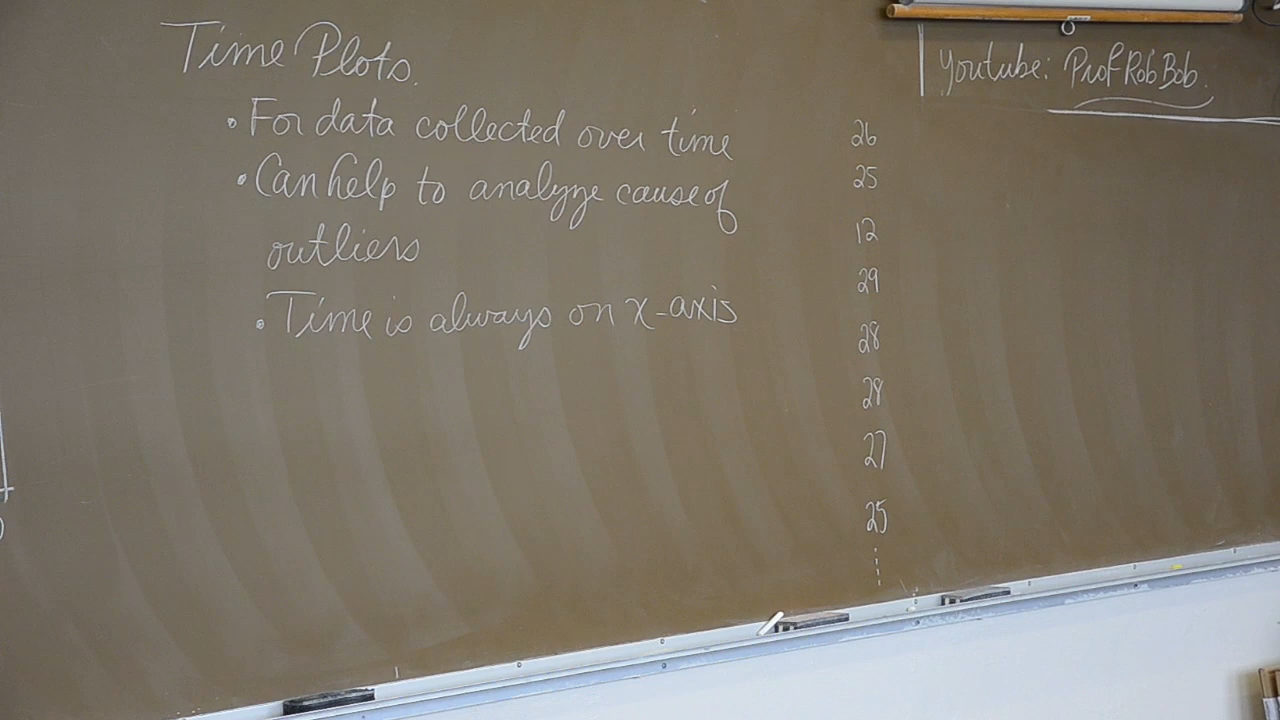 Time Plots.
• For data collected over time
• Can help to analyze cause of
outliers
• Time is always on x-axis
Youtube: Prof Rob Bob.
26
25
12
29
28
28
27
25